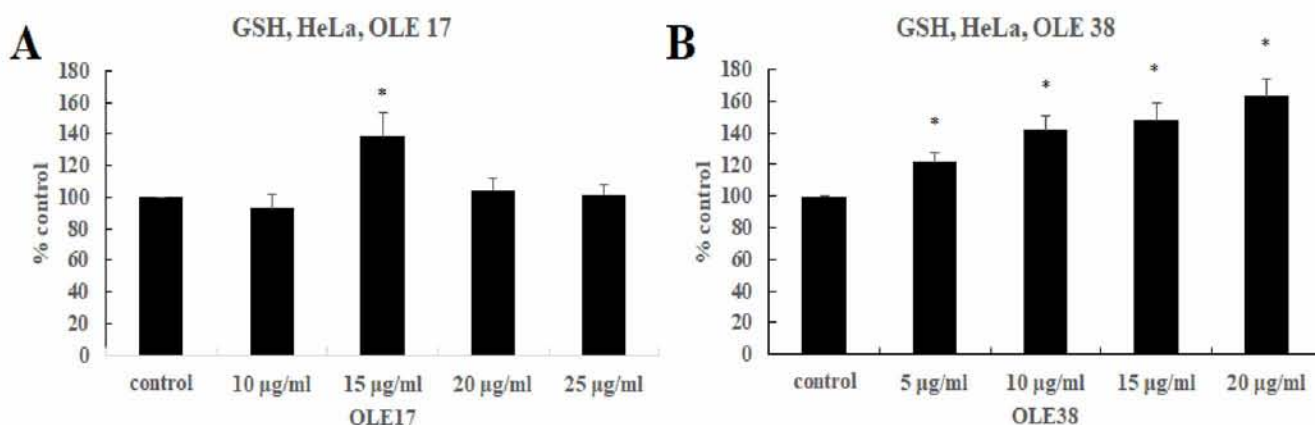 A
GSH, HeLa, OLE 17
180
160
140
120
100
80
60
40
20
0
% control
*
control 10 µg/ml 15 µg/ml 20 µg/ml 25 µg/ml
OLE17
B
GSH, HeLa, OLE 38
180
160
140
120
100
80
60
40
20
0
% control
* * * *
control 5 µg/ml 10 µg/ml 15 µg/ml 20 µg/ml
OLE38